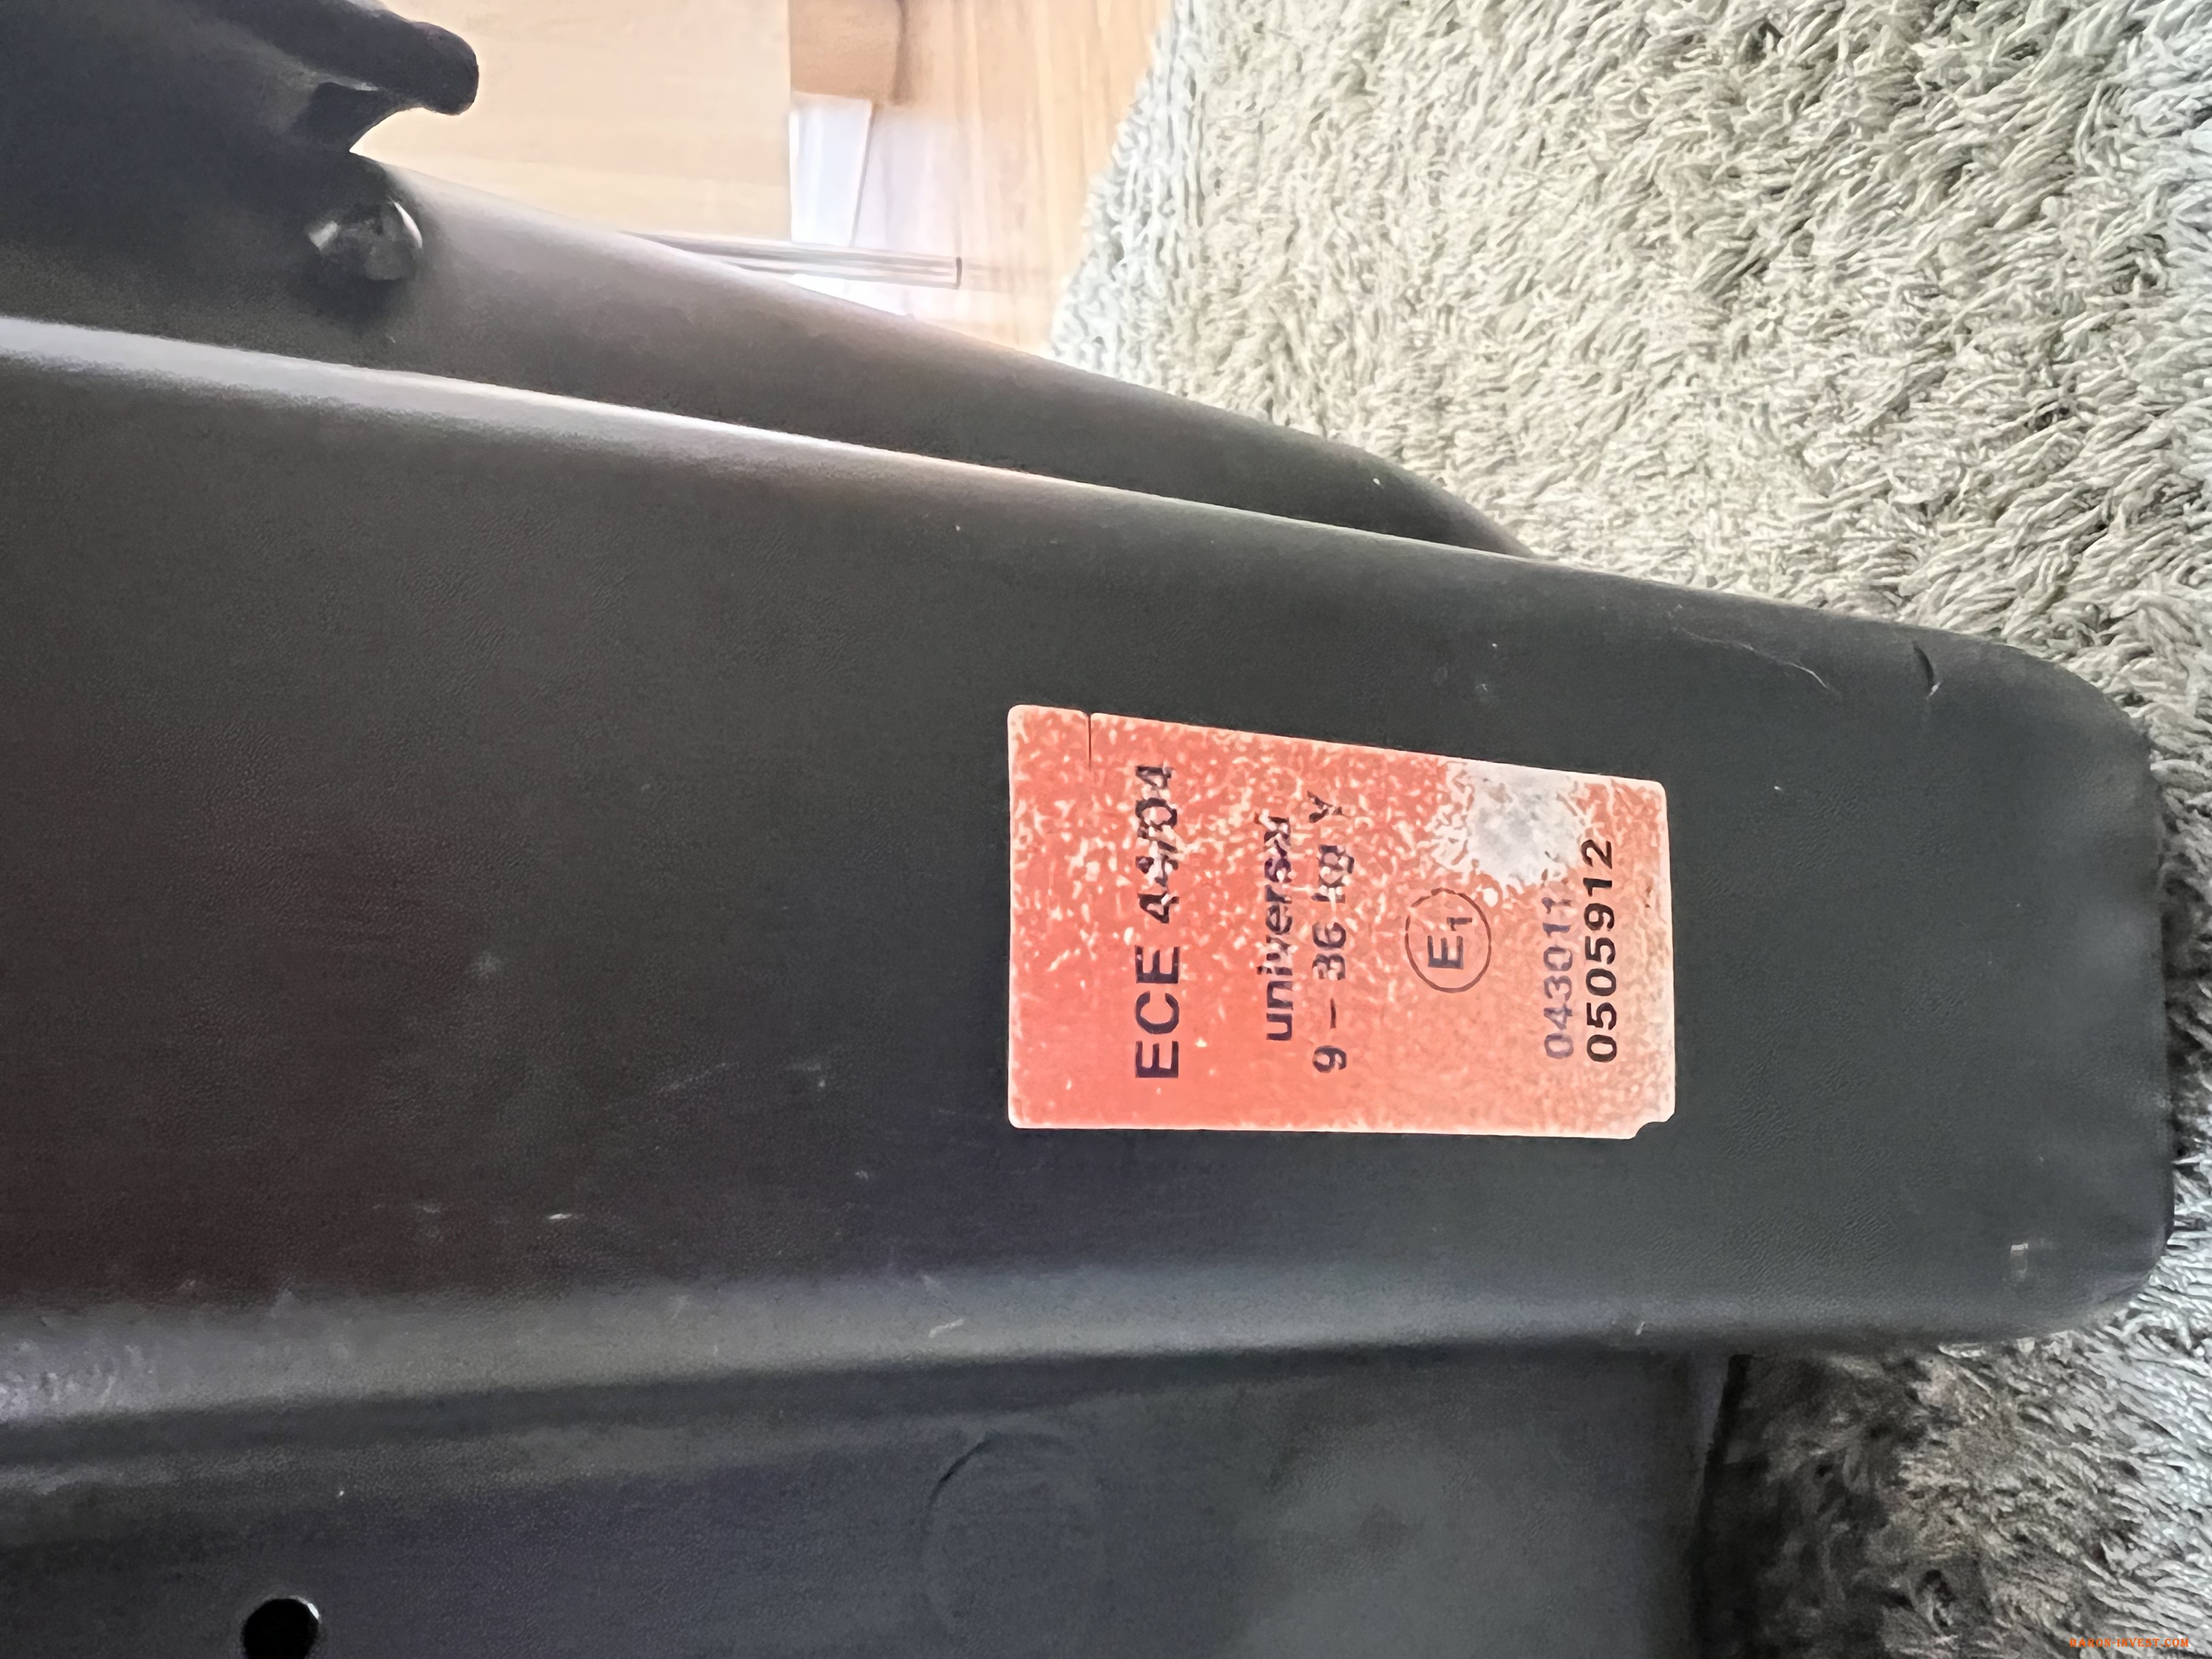 ECE 44/04
universal
9 – 36 kg Y
E1
043011
0505912